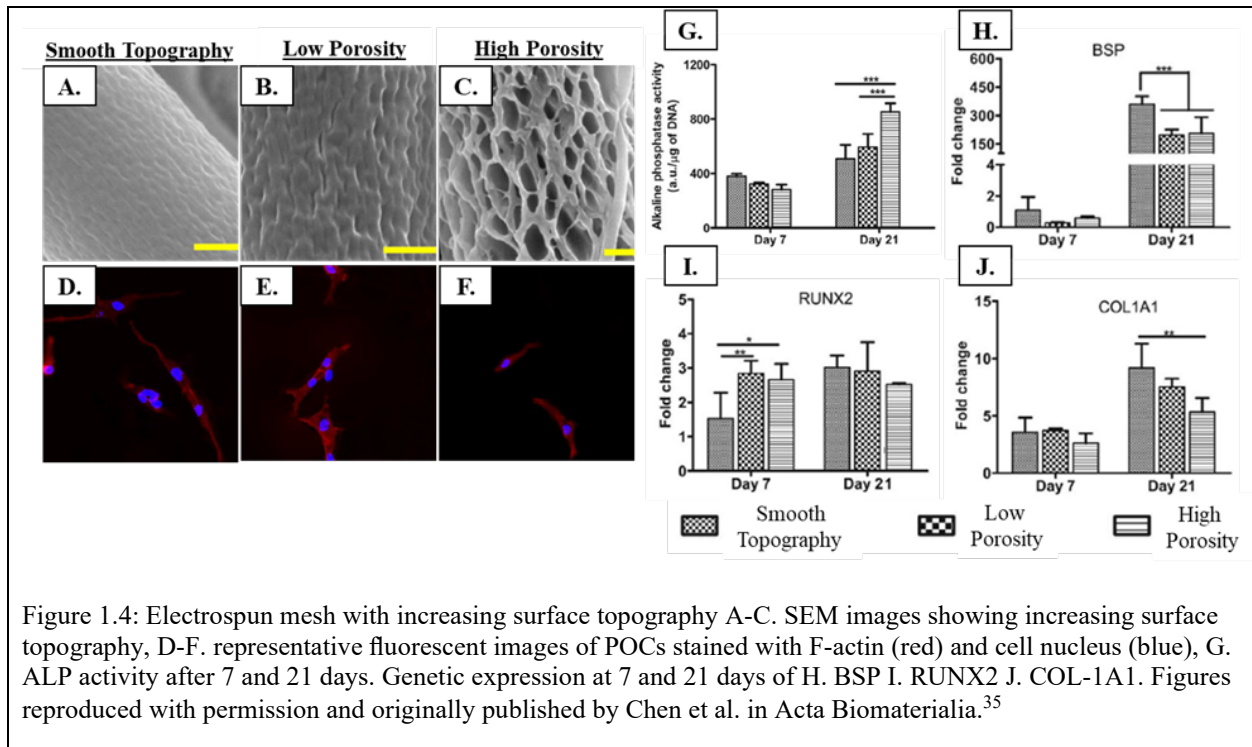 Smooth Topography
Low Porosity
High Porosity
A.
B.
C.
D.
E.
F.
G.
Alkaline phosphatase activity
(a.u./μg of DNA)
1200
800
400
0
***
***
Day 7
Day 21
H.
BSP
Fold change
600
450
300
150
4
2
0
***
Day 7
Day 21
I.
RUNX2
Fold change
5
4
3
2
1
0
*
**
Day 7
Day 21
J.
COL1A1
Fold change
15
10
5
0
**
Day 7
Day 21
Smooth
Topography
Low
Porosity
High
Porosity
Figure 1.4: Electrospun mesh with increasing surface topography A-C. SEM images showing increasing surface
topography, D-F. representative fluorescent images of POCs stained with F-actin (red) and cell nucleus (blue), G.
ALP activity after 7 and 21 days. Genetic expression at 7 and 21 days of H. BSP I. RUNX2 J. COL-1A1. Figures
reproduced with permission and originally published by Chen et al. in Acta Biomaterialia.35